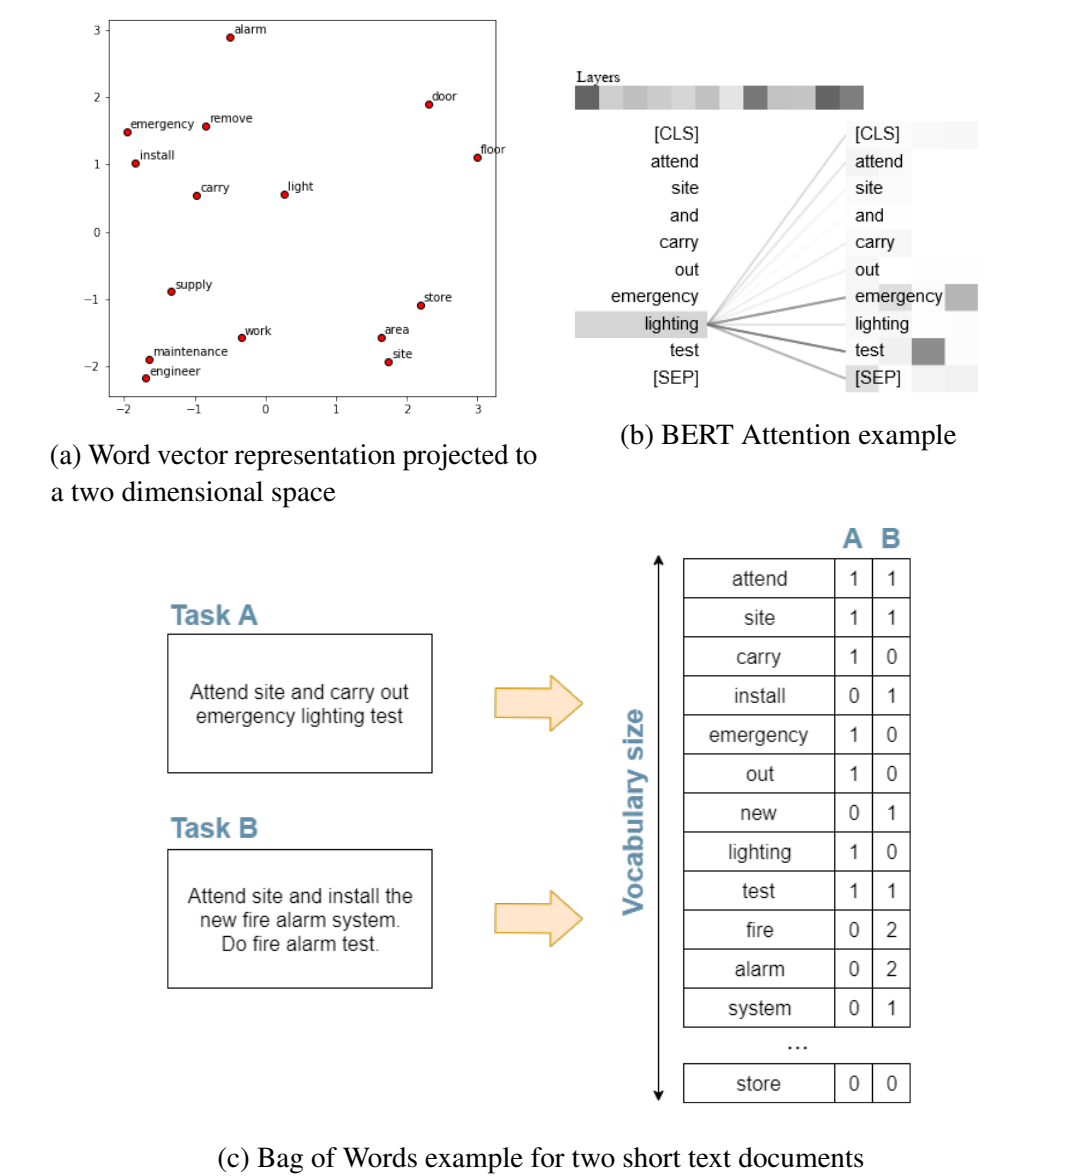 3
2
1
0
−1
−2
−2
−1
0
1
2
3
alarm
door
remove
emergency
floor
install
carry
light
supply
store
work
area
maintenance
site
engineer
(a) Word vector representation projected to
a two dimensional space
Layers
[CLS] [CLS]
attend attend
site site
and and
carry carry
out out
emergency emergency
lighting lighting
test test
[SEP] [SEP]
(b) BERT Attention example
Task A
Attend site and carry out
emergency lighting test
Task B
Attend site and install the
new fire alarm system.
Do fire alarm test.
Vocabulary size
A B
attend 1 1
site 1 1
carry 1 0
install 0 1
emergency 1 0
out 1 0
new 0 1
lighting 1 0
test 1 1
fire 0 2
alarm 0 2
system 0 1
...
store 0 0
(c) Bag of Words example for two short text documents